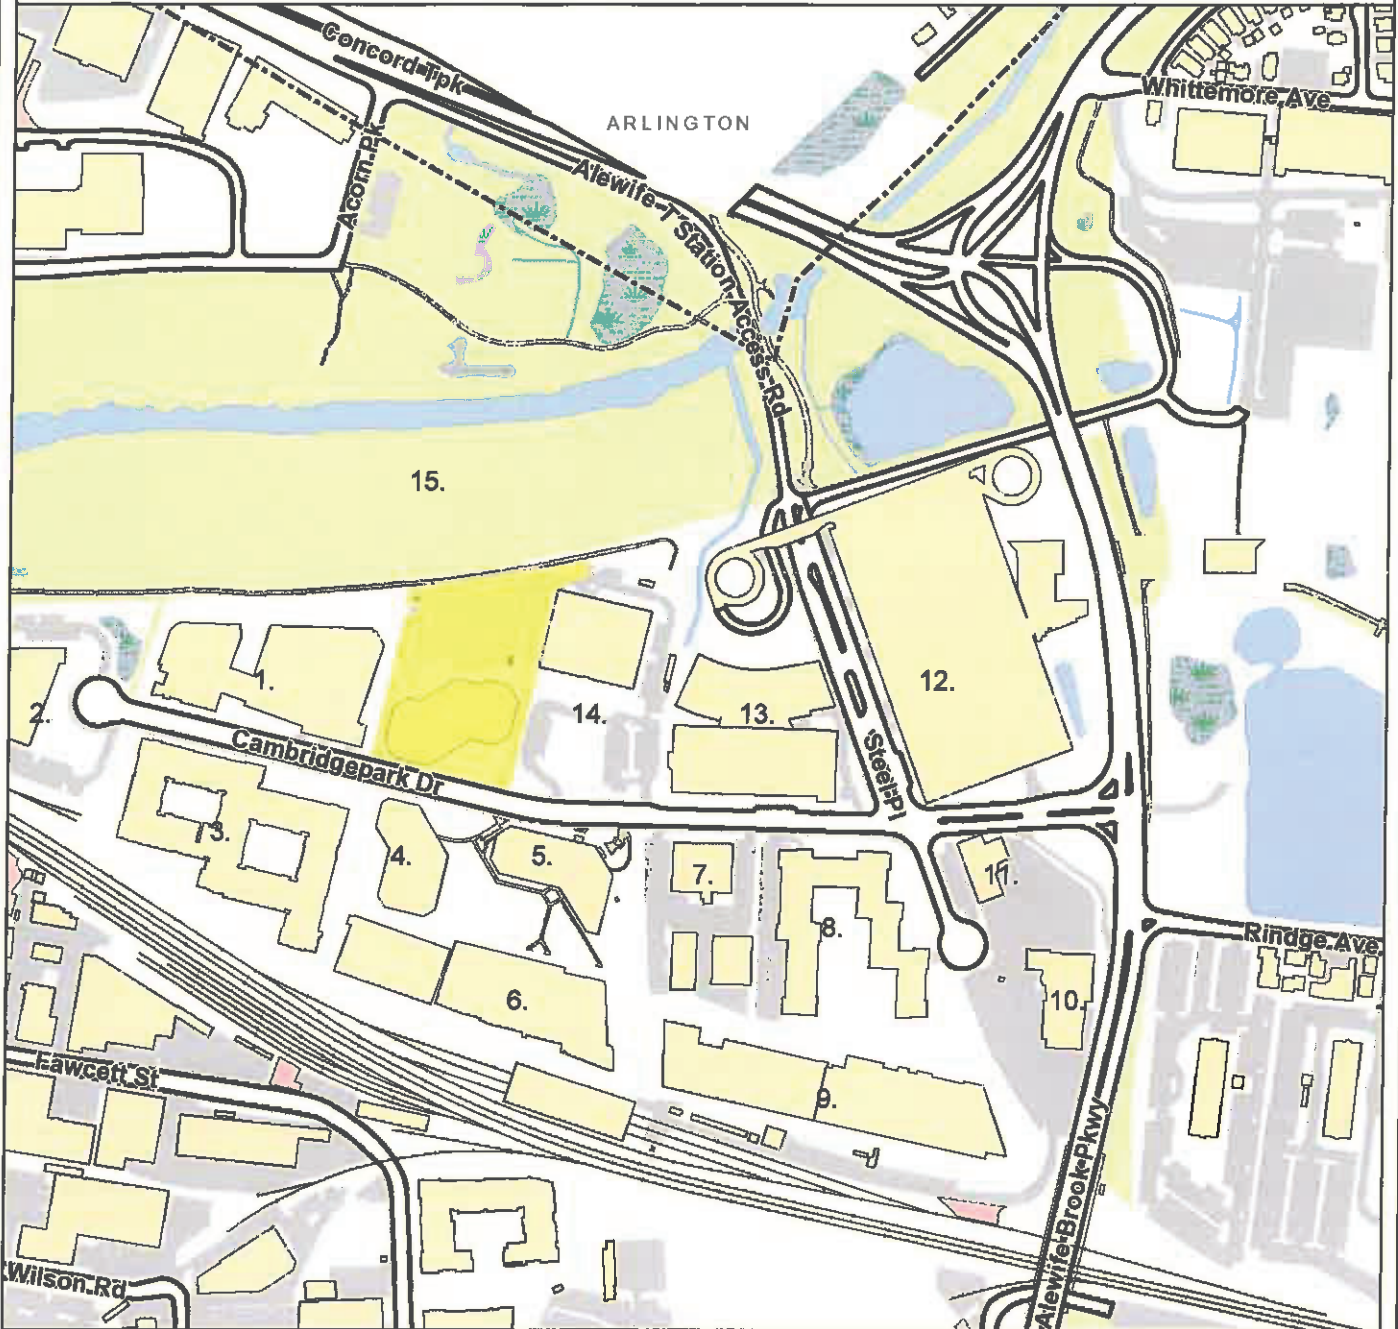 Concord Tpk
Whittemore Ave
ARLINGTON
Acorn Pk
Alewife T Station Access Rd
15.
1.
2.
12.
14.
13.
Cambridgepark Dr
Steel Pl
3.
4.
5.
7.
11.
8.
Rindge Ave
6.
10.
Fawcett St
9.
Alewife Brook Pkwy
Wilson Rd